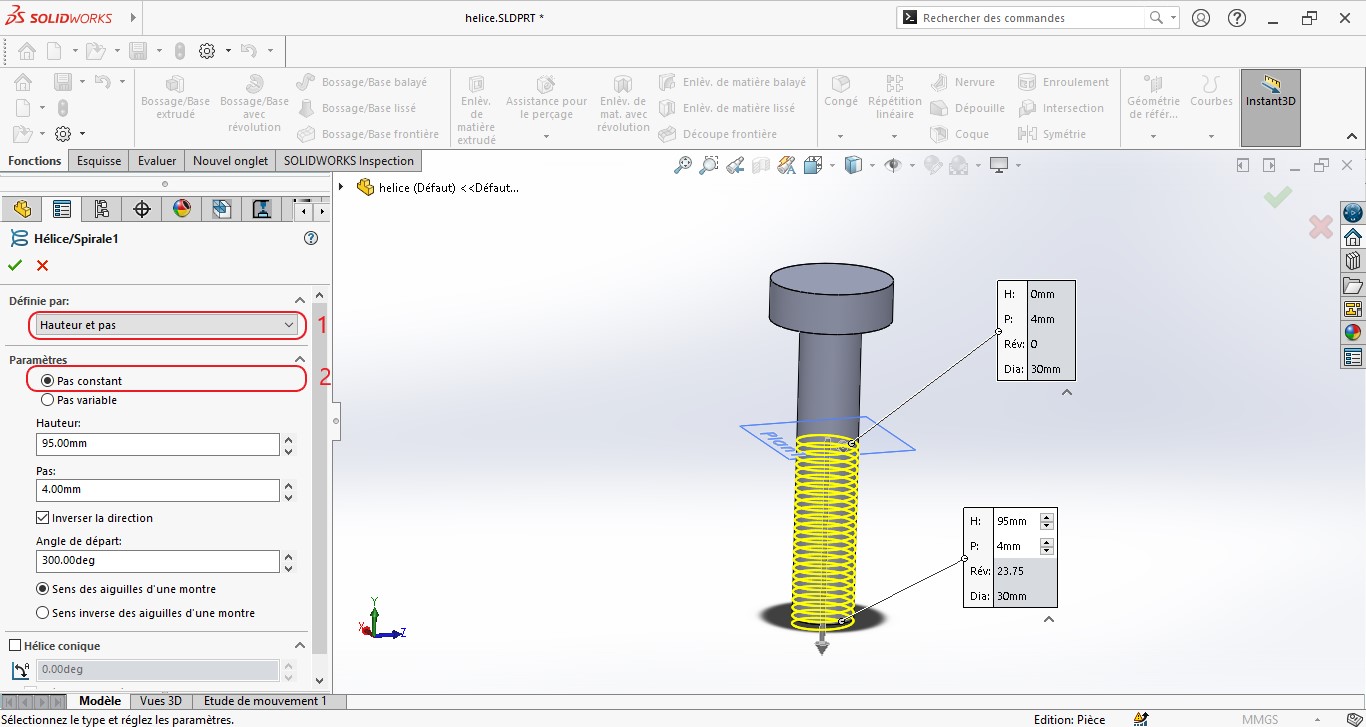 SOLIDWORKS
helice.SLDPRT *
Rechercher des commandes
Bossage/Base extrudé
Bossage/Base avec révolution
Bossage/Base balayé
Bossage/Base lissé
Bossage/Base frontière
Enlèv. de matière extrudé
Assistance pour le perçage
Enlèv. de mat. avec révolution
Enlèv. de matière balayé
Enlèv. de matière lissé
Découpe frontière
Congé
Répétition linéaire
Nervure
Dépouille
Coque
Enroulement
Intersection
Symétrie
Géométrie de référ...
Courbes
Instant3D
Fonctions
Esquisse
Evaluer
Nouvel onglet
SOLIDWORKS Inspection
helice (Défaut) <<Défaut...
Hélice/Spirale1
Définie par:
Hauteur et pas
1
Paramètres
Pas constant
2
Pas variable
Hauteur:
95.00mm
Pas:
4.00mm
Inverser la direction
Angle de départ:
300.00deg
Sens des aiguilles d'une montre
Sens inverse des aiguilles d'une montre
Hélice conique
0.00deg
H: 0mm
P: 4mm
Rév: 0
Dia: 30mm
Plan
H: 95mm
P: 4mm
Rév: 23.75
Dia: 30mm
Y
X
Z
Modèle
Vues 3D
Etude de mouvement 1
Sélectionnez le type et réglez les paramètres.
Edition: Pièce
MMGS